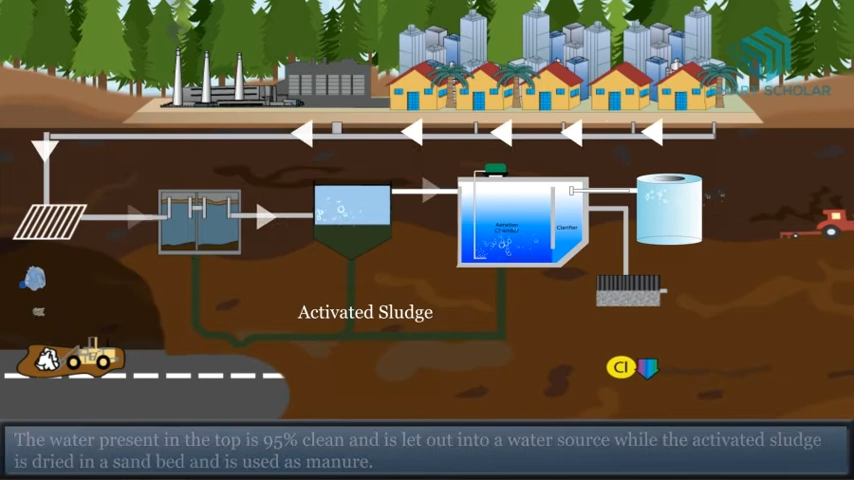 SCHOLAR
Aeration
Chamber
Clarifier
Activated Sludge
Cl
The water present in the top is 95% clean and is let out into a water source while the activated sludge
is dried in a sand bed and is used as manure.